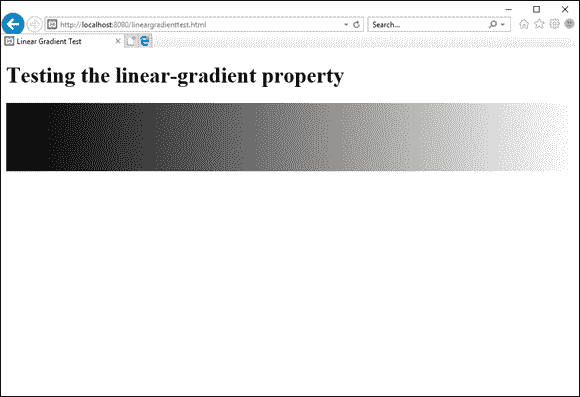 http://localhost:8080/lineargradienttest.html
Search...
Linear Gradient Test
Testing the linear-gradient property